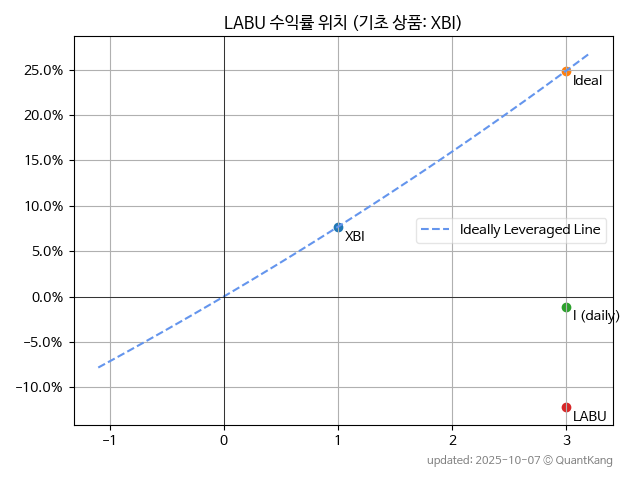 LABU 수익률 위치 (기초 상품: XBI)
25.0%
Ideal
20.0%
15.0%
10.0%
XBI
Ideally Leveraged Line
5.0%
0.0%
I (daily)
−5.0%
−10.0%
LABU
−1
0
1
2
3
updated: 2025-10-07 © QuantKang